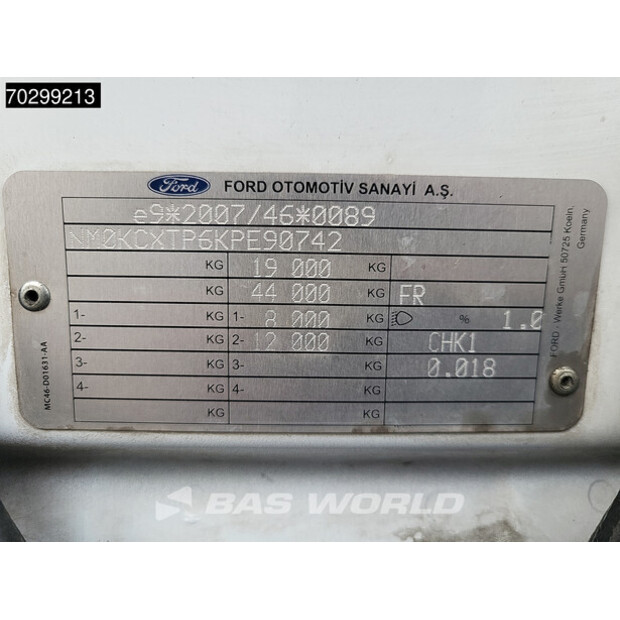 70299213
Ford FORD OTOMOTİV SANAYİ A.Ş.
e9*2007/46*0089
NM0KCXTP6KPE90742
KG 19 000 KG
KG 44 000 KG FR
1- KG 1- 8 000 KG % 1.0
2- KG 2- 12 000 KG CHK1
3- KG 3- KG 0.018
4- KG 4- KG
MC46-D01631-AA
FORD - Werke GmbH 50725 Koeln,
Germany
BAS WORLD